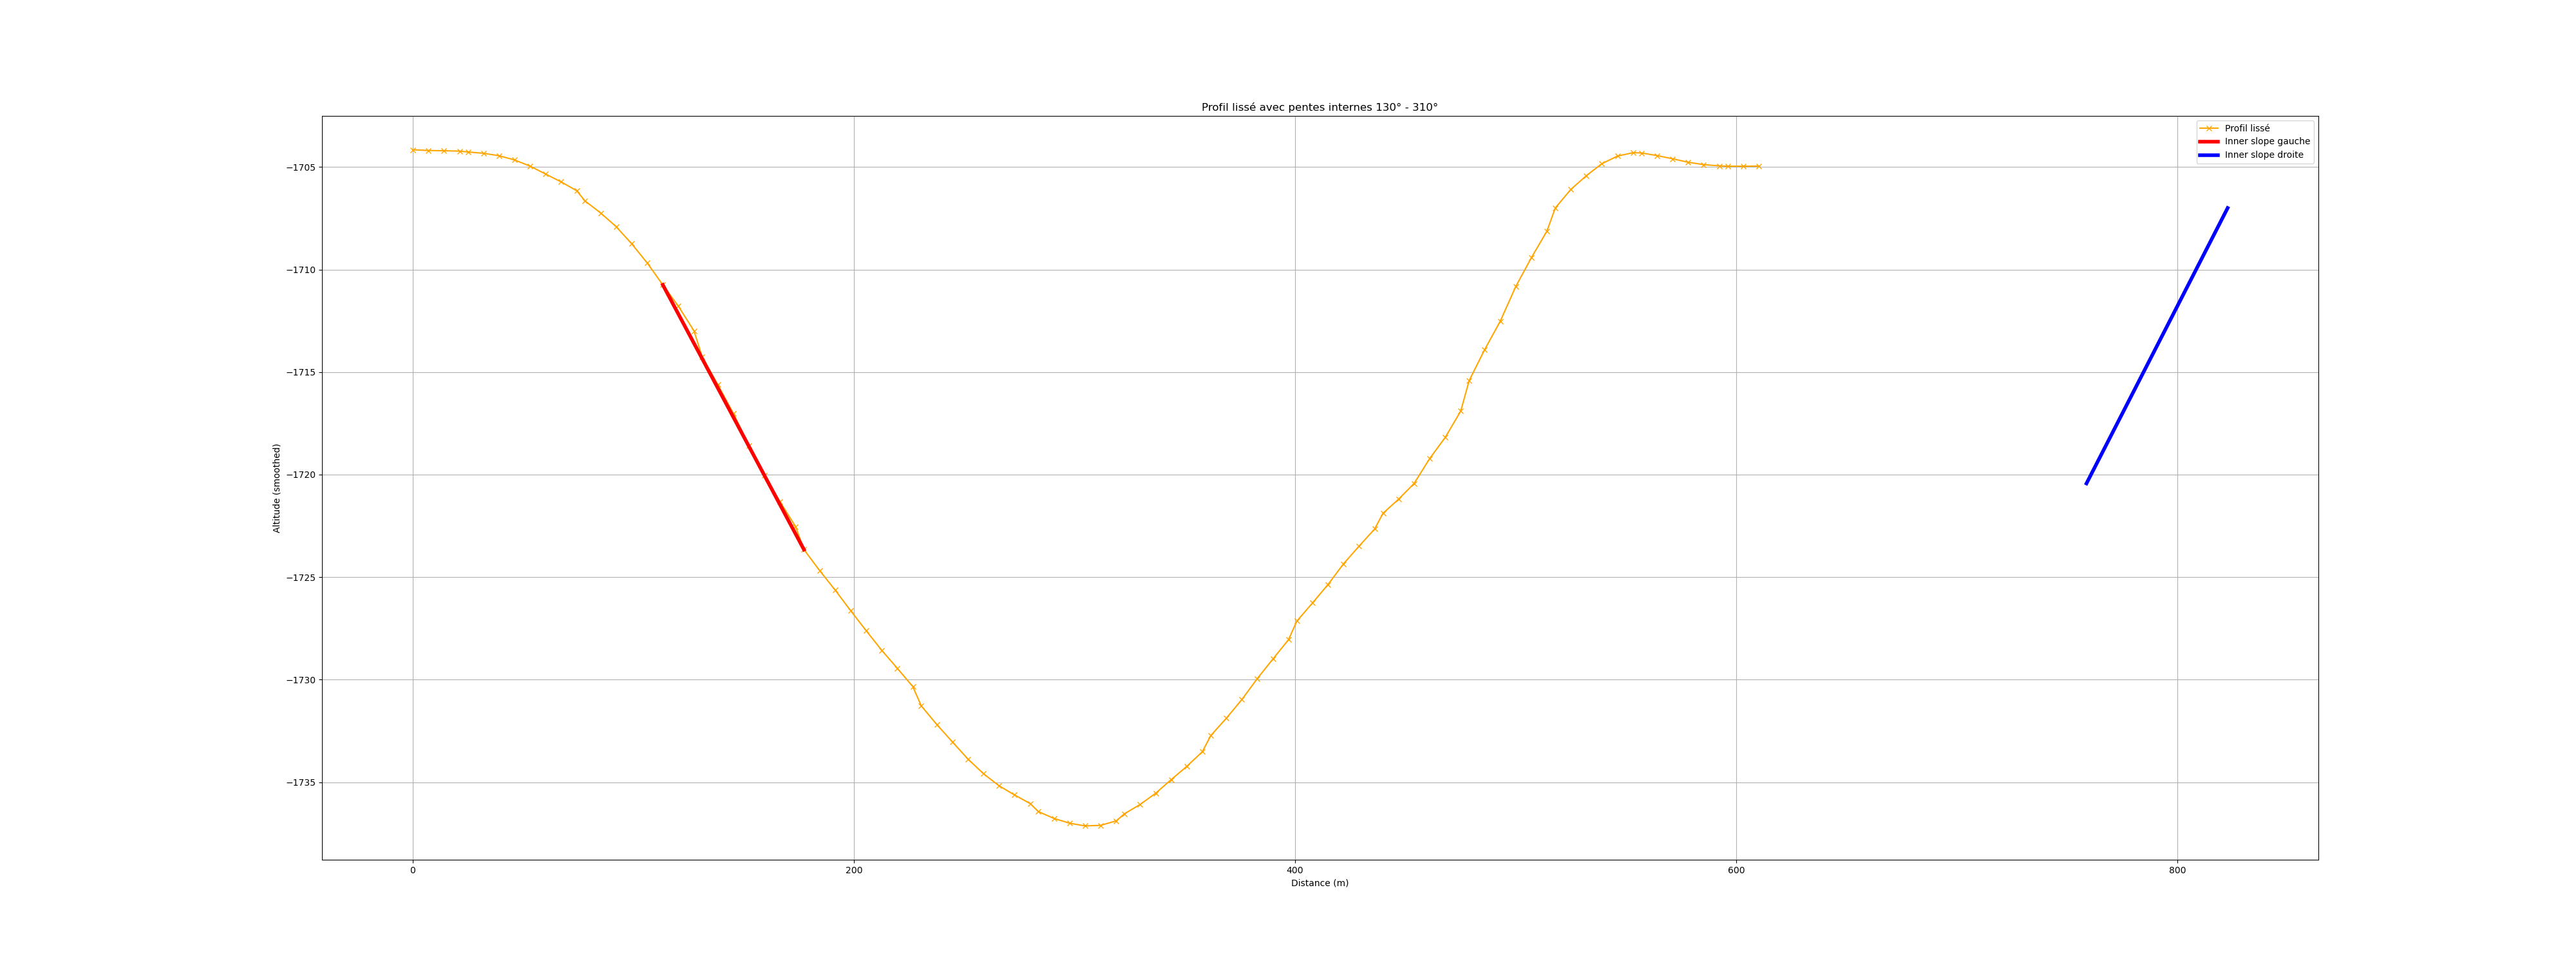 Profil lissé avec pentes internes 130° - 310°
Profil lissé
Inner slope gauche
Inner slope droite
−1705
−1710
−1715
−1720
−1725
−1730
−1735
Altitude (smoothed)
0
200
400
600
800
Distance (m)